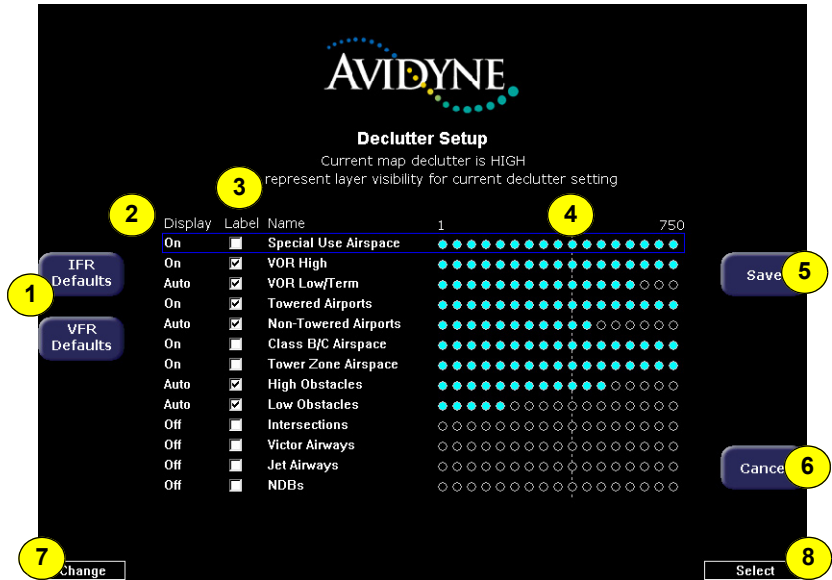 AVIDYNE
Declutter Setup
Current map declutter is HIGH
represent layer visibility for current declutter setting
3
2
4
Display Label Name 1 750
On Special Use Airspace
On VOR High
Auto VOR Low/Term
On Towered Airports
Auto Non-Towered Airports
On Class B/C Airspace
On Tower Zone Airspace
Auto High Obstacles
Auto Low Obstacles
Off Intersections
Off Victor Airways
Off Jet Airways
Off NDBs
IFR
Defaults
1
VFR
Defaults
Save
5
Cance
6
7
Change
8
Select